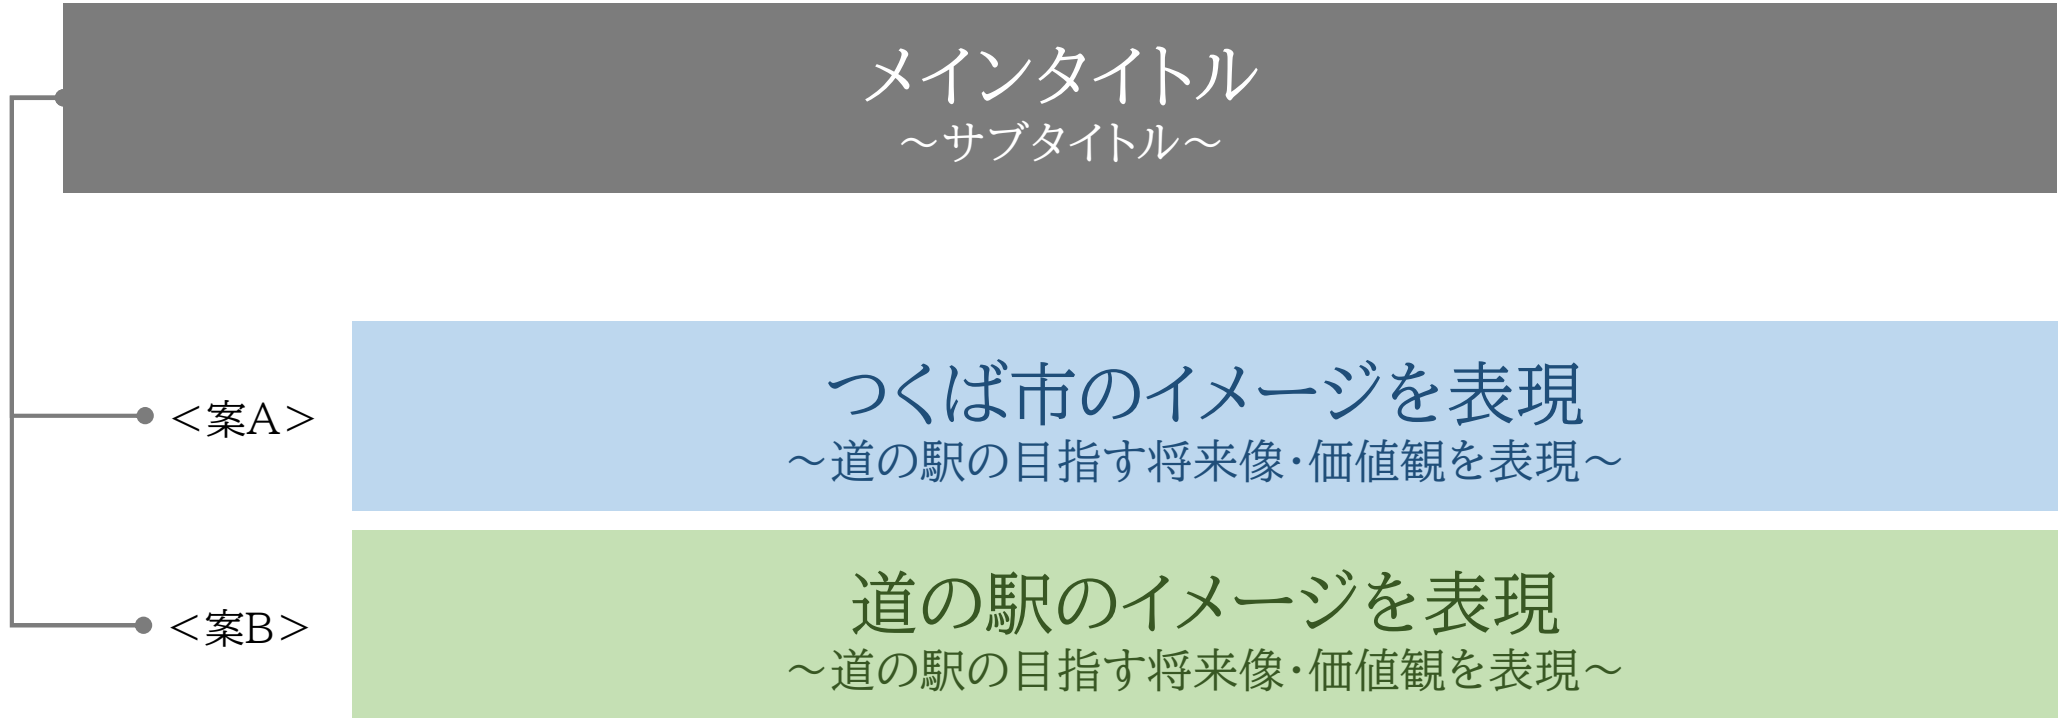 メインタイトル
～サブタイトル～
＜案A＞
つくば市のイメージを表現
～道の駅の目指す将来像・価値観を表現～
＜案B＞
道の駅のイメージを表現
～道の駅の目指す将来像・価値観を表現～